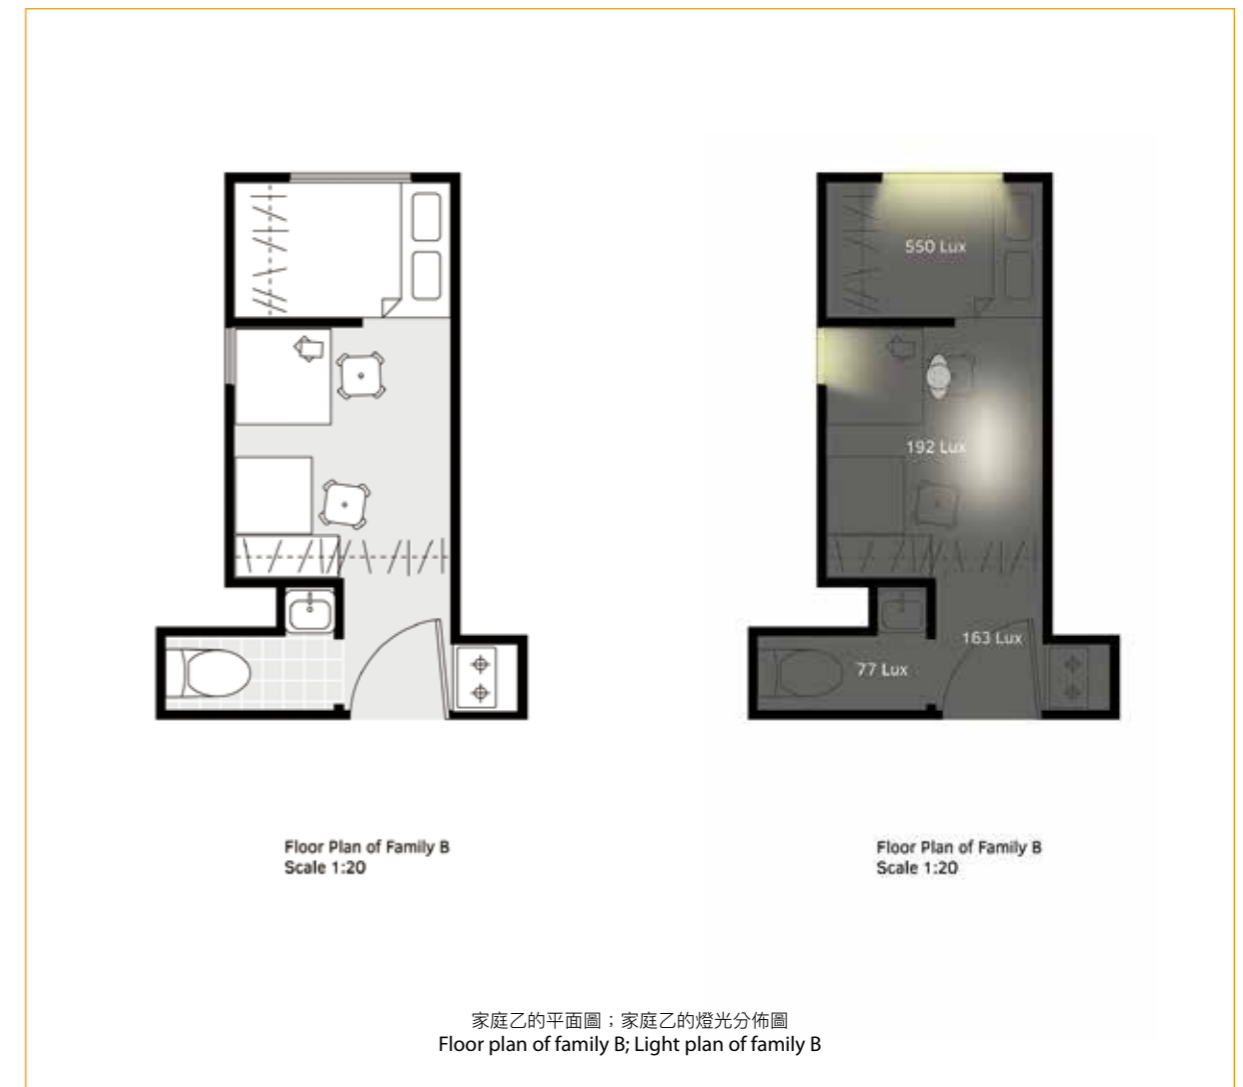 550 Lux
192 Lux
163 Lux
77 Lux
Floor Plan of Family B
Scale 1:20
Floor Plan of Family B
Scale 1:20
家庭乙的平面圖；家庭乙的燈光分佈圖
Floor plan of family B; Light plan of family B